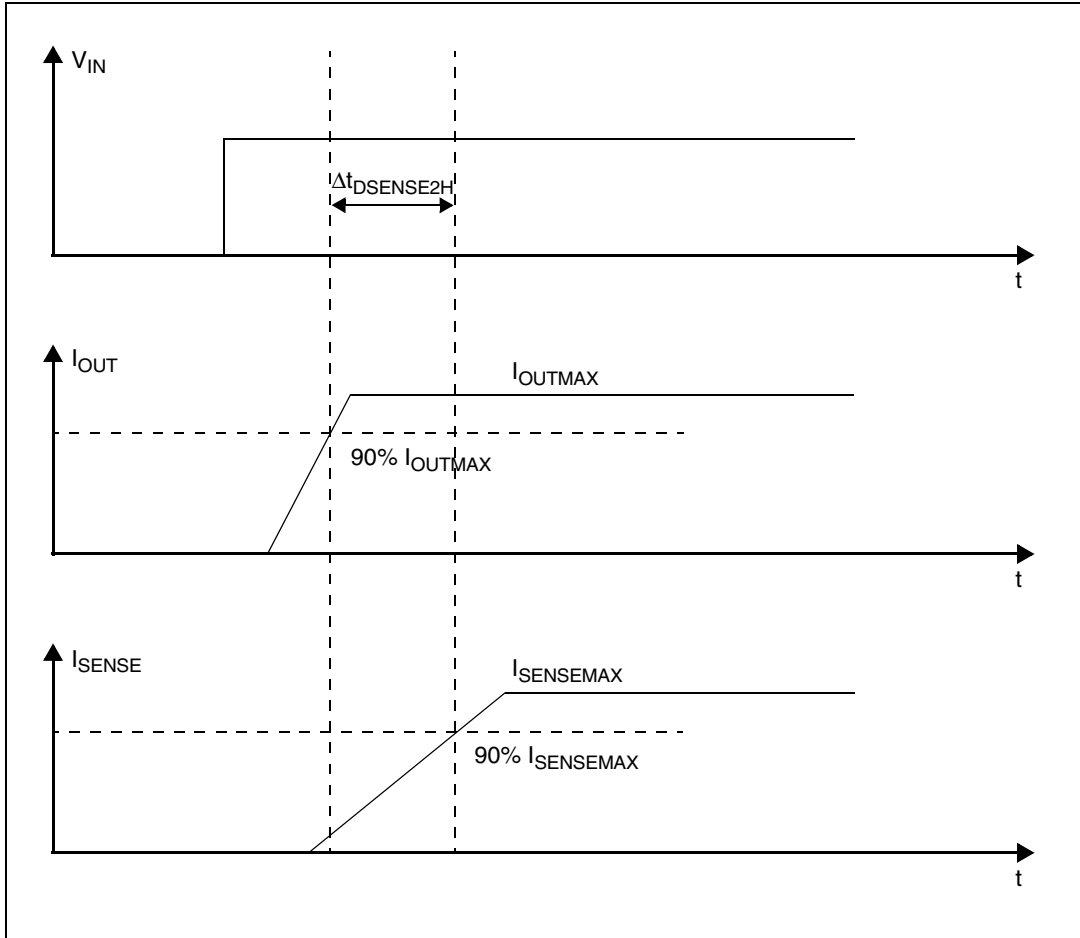 VIN
ΔtDSENSE2H
t
IOUT
IOUTMAX
90% IOUTMAX
t
ISENSE
ISENSEMAX
90% ISENSEMAX
t